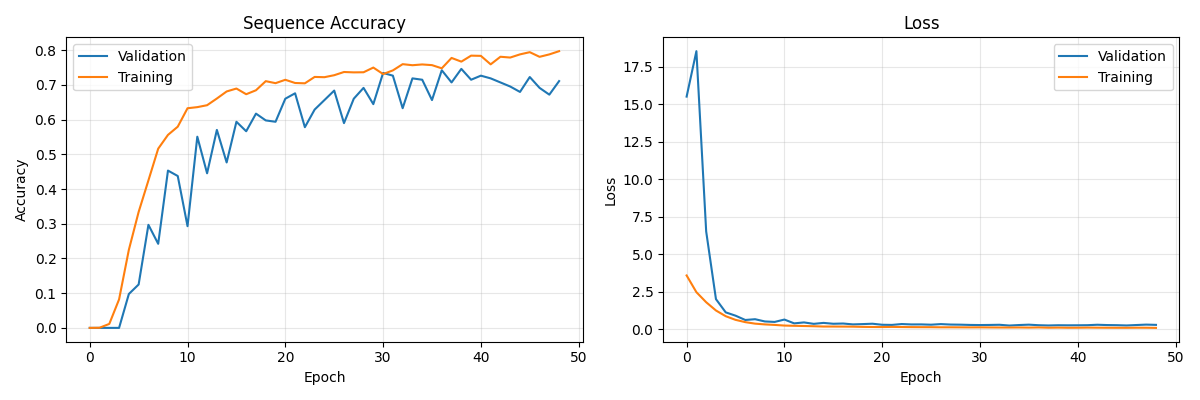 Sequence Accuracy
Validation
Training
Accuracy
0.8
0.7
0.6
0.5
0.4
0.3
0.2
0.1
0.0
0 10 20 30 40 50
Epoch
Loss
Validation
Training
Loss
17.5
15.0
12.5
10.0
7.5
5.0
2.5
0.0
0 10 20 30 40 50
Epoch